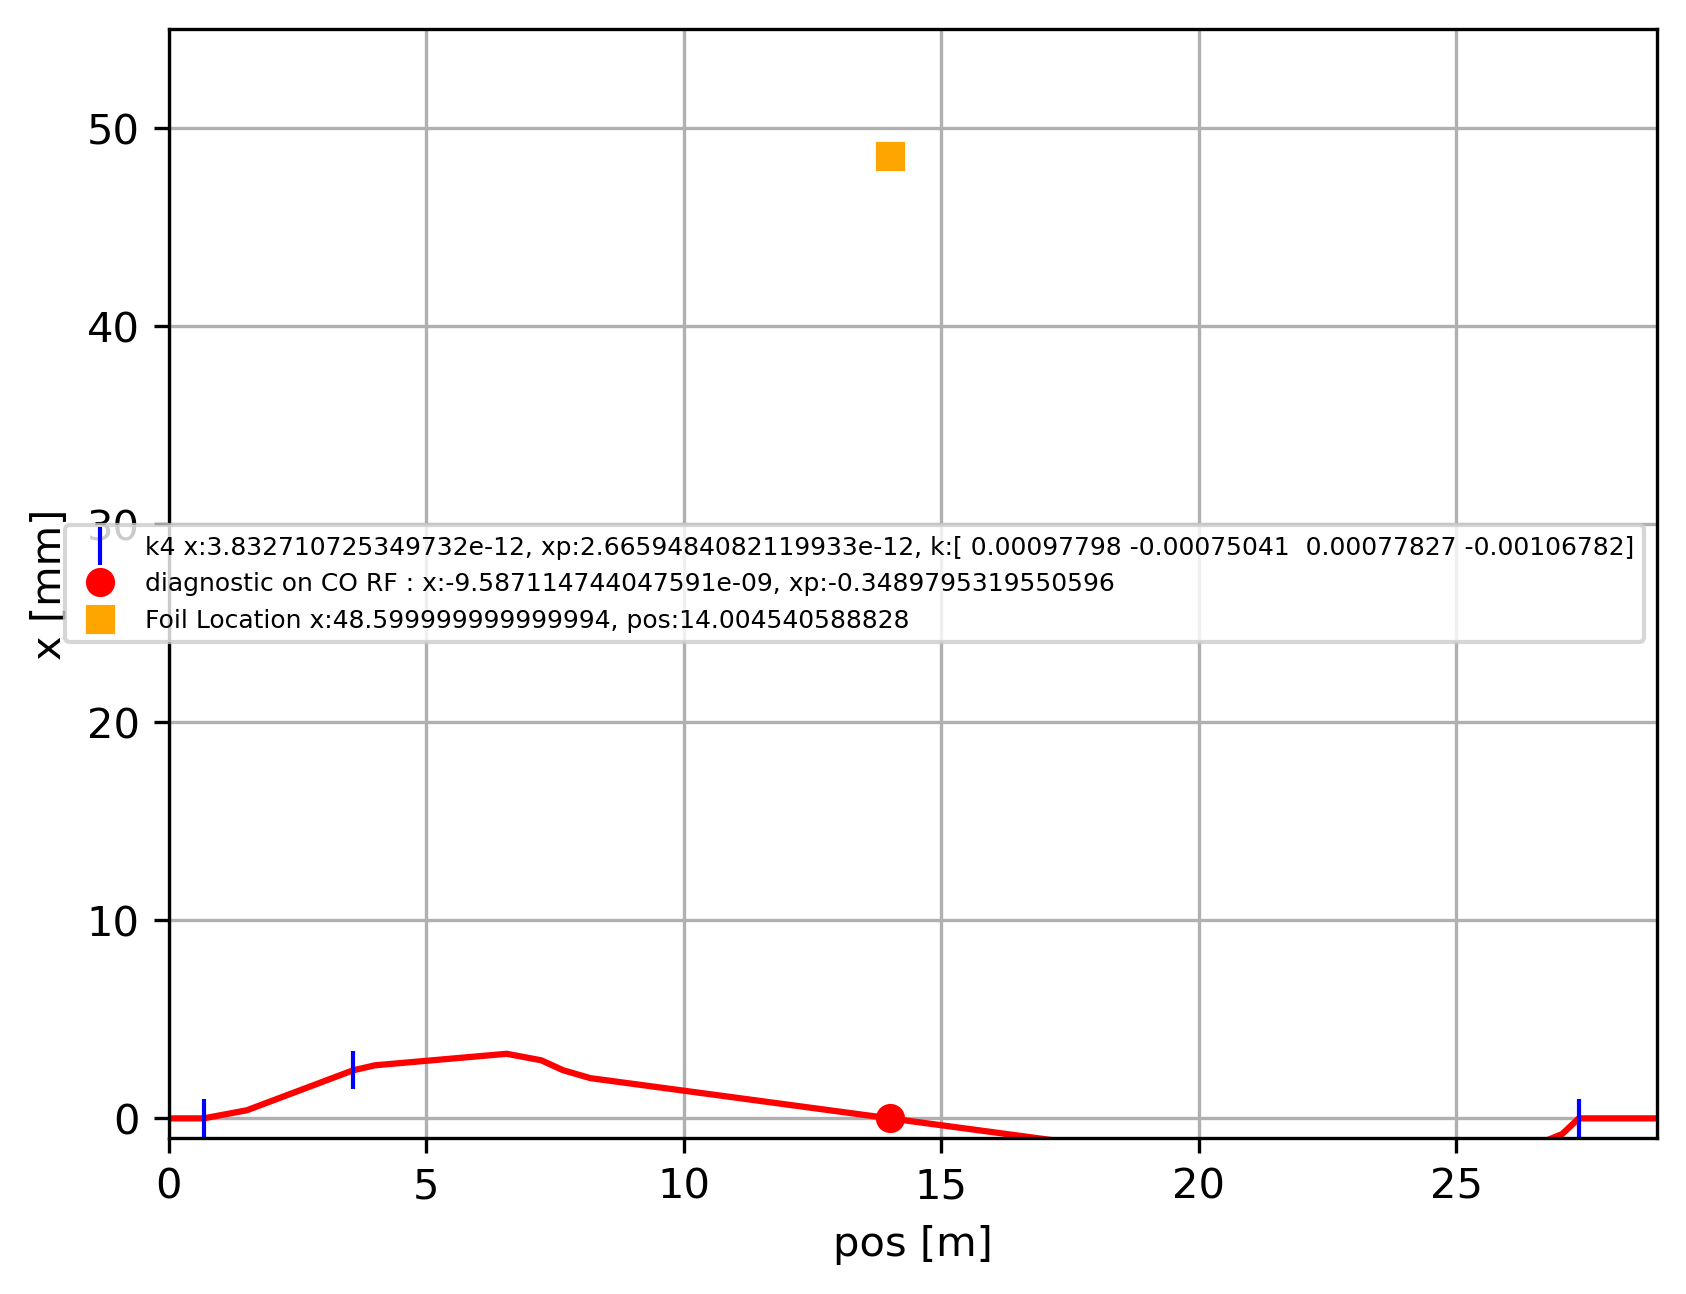 50
40
30
k4 x:3.832710725349732e-12, xp:2.6659484082119933e-12, k:[ 0.00097798 -0.00075041  0.00077827 -0.00106782]
diagnostic on CO RF : x:-9.587114744047591e-09, xp:-0.3489795319550596
Foil Location x:48.599999999999994, pos:14.004540588828
x [mm]
20
10
0
0 5 10 15 20 25
pos [m]